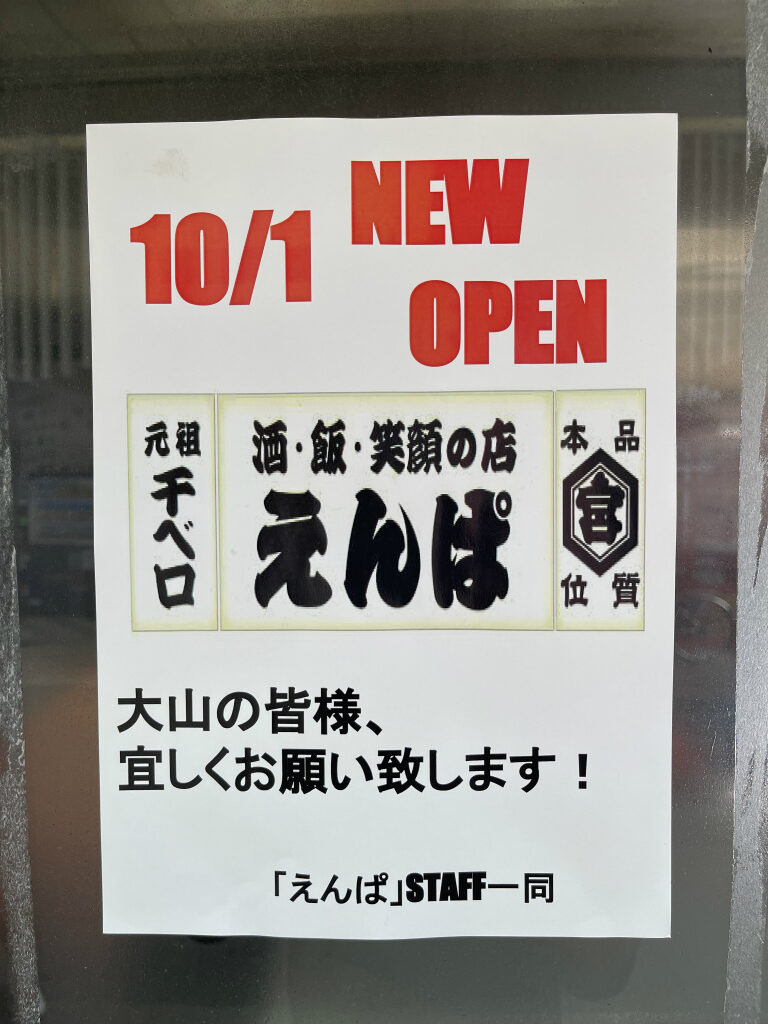 10/1 NEW
OPEN
元祖
千べロ
酒・飯・笑顔の店
えんぱ
本品
宮
位質
大山の皆様、
宜しくお願い致します！
「えんぱ」STAFF一同